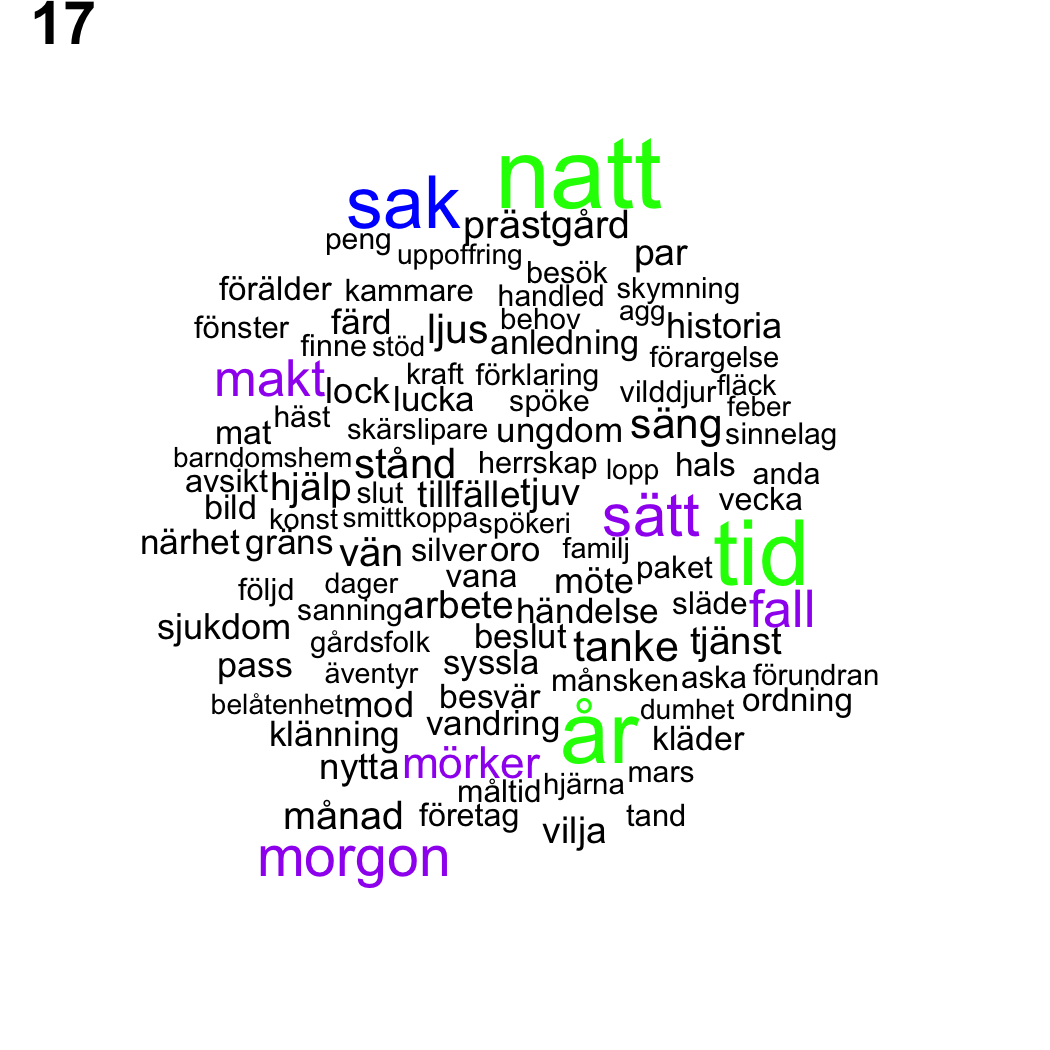 17
natt
sak
prästgård
peng
uppoffring
par
besök
förälder
kammare
handled
skymning
fönster
färd
ljus
behov
agg
historia
finne
stöd
anledning
förargelse
makt
lock
kraft
förklaring
vilddjur
fläck
lucka
spöke
feber
häst
mat
skärslipare
ungdom
säng
sinnelag
barndomshem
stånd
herrskap
lopp
hals
anda
avsikt
hjälp
slut
tillfälle
tjuv
vecka
bild
konst
smittkoppa
spökeri
sätt
närhet
gräns
vän
silver
oro
familj
tid
följd
dager
vana
möte
paket
sanning
arbete
händelse
släde
fall
sjukdom
gårdsfolk
beslut
tanke
tjänst
pass
äventyr
syssla
månsken
aska
förundran
belåtenhet
mod
besvär
dumhet
ordning
klänning
vandring
år
kläder
nytta
mörker
måltid
hjärna
mars
månad
företag
vilja
tand
morgon